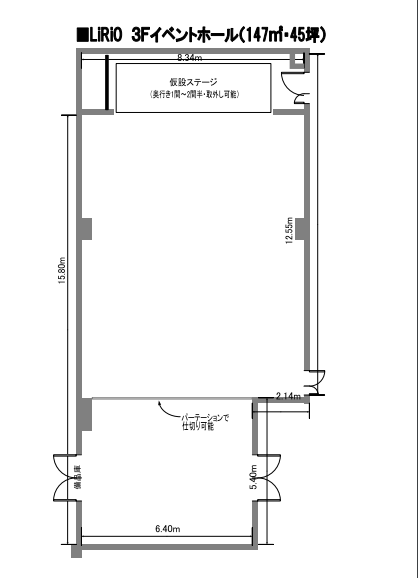 ■LiRiO 3Fイベントホール(147㎡・45坪)
8.34m
仮設ステージ
(奥行き1間～2間半・取外し可能)
12.55m
15.80m
2.14m
パーテーションで
仕切り可能
備品庫
5.40m
6.40m